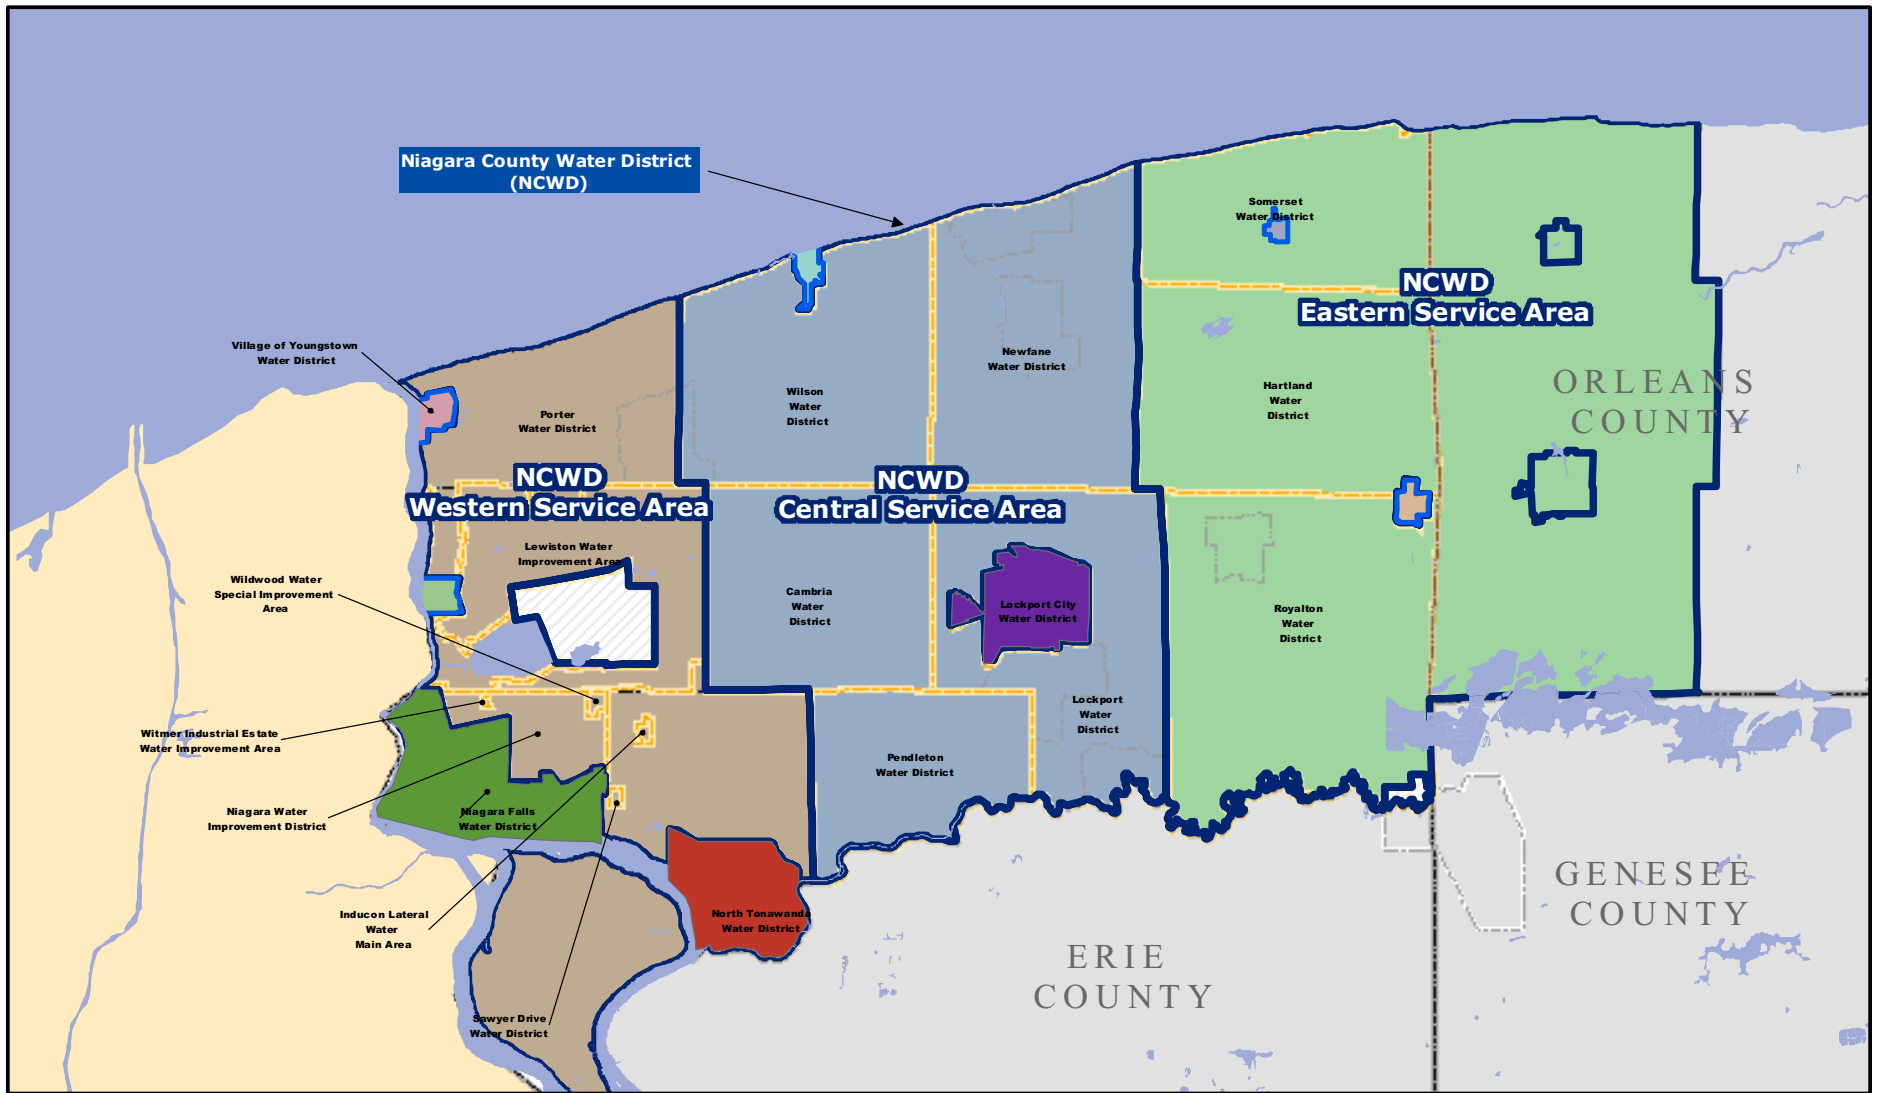 Niagara County Water District
(NCWD)
Somerset
Water District
NCWD
Eastern Service Area
Village of Youngstown
Water District
Newfane
Water District
ORLEANS
COUNTY
Wilson
Water
District
Hartland
Water
District
Porter
Water District
NCWD
Western Service Area
NCWD
Central Service Area
Lewiston Water
Improvement Area
Wildwood Water
Special Improvement
Area
Cambria
Water
District
Lockport City
Water District
Royalton
Water
District
Lockport
Water
District
Witmer Industrial Estate
Water Improvement Area
Pendleton
Water District
Niagara Water
Improvement District
Niagara Falls
Water District
GENESEE
COUNTY
Inducon Lateral
Water
Main Area
North Tonawanda
Water District
ERIE
COUNTY
Sawyer Drive
Water District